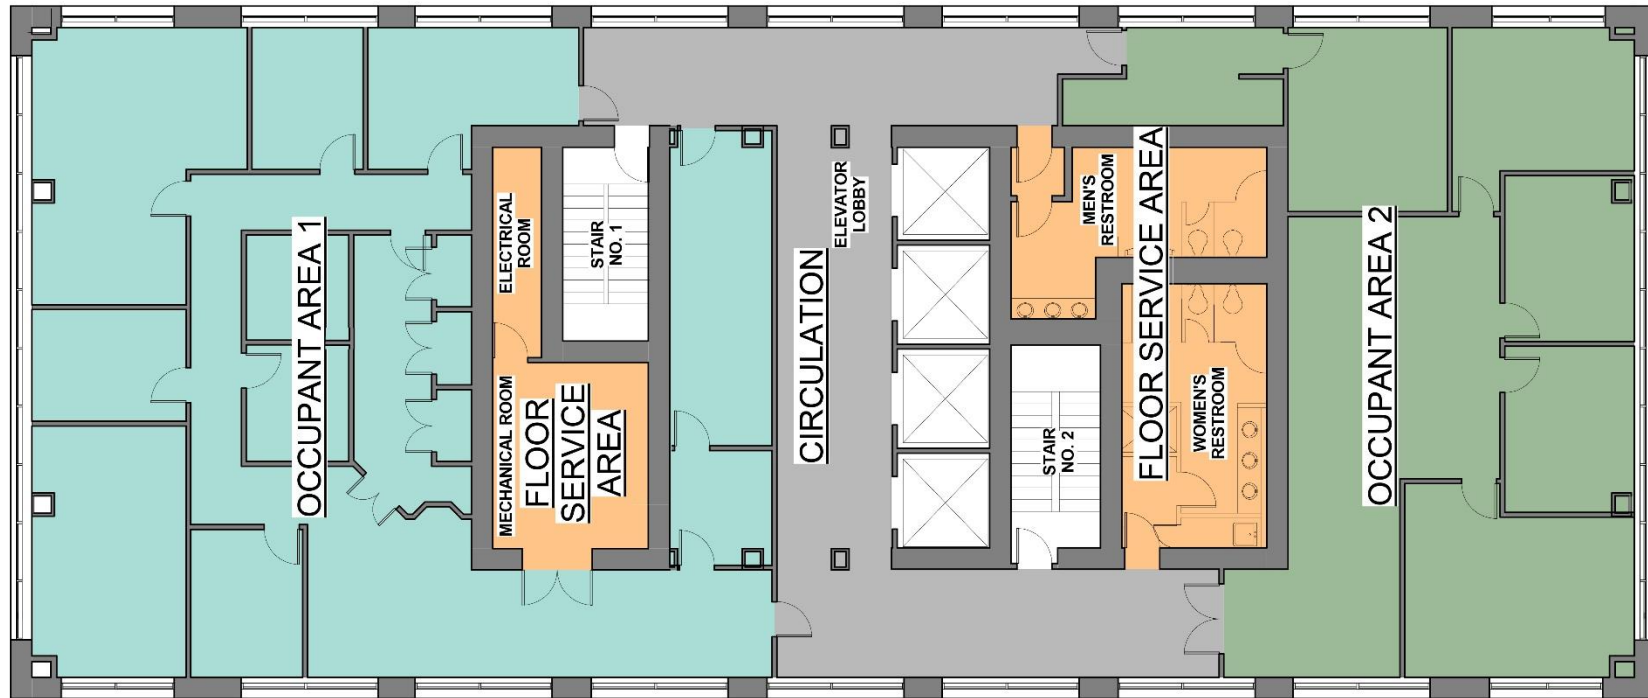 OCCUPANT AREA 1
ELECTRICAL
ROOM
STAIR
NO. 1
MECHANICAL ROOM
FLOOR
SERVICE
AREA
CIRCULATION
ELEVATOR
LOBBY
MEN'S
RESTROOM
FLOOR SERVICE AREA
STAIR
NO. 2
WOMEN'S
RESTROOM
OCCUPANT AREA 2